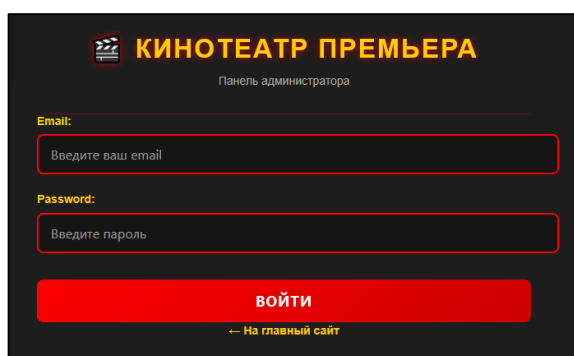 КИНОТЕАТР ПРЕМЬЕРА
Панель администратора
Email:
Введите ваш email
Password:
Введите пароль
ВОЙТИ
← На главный сайт